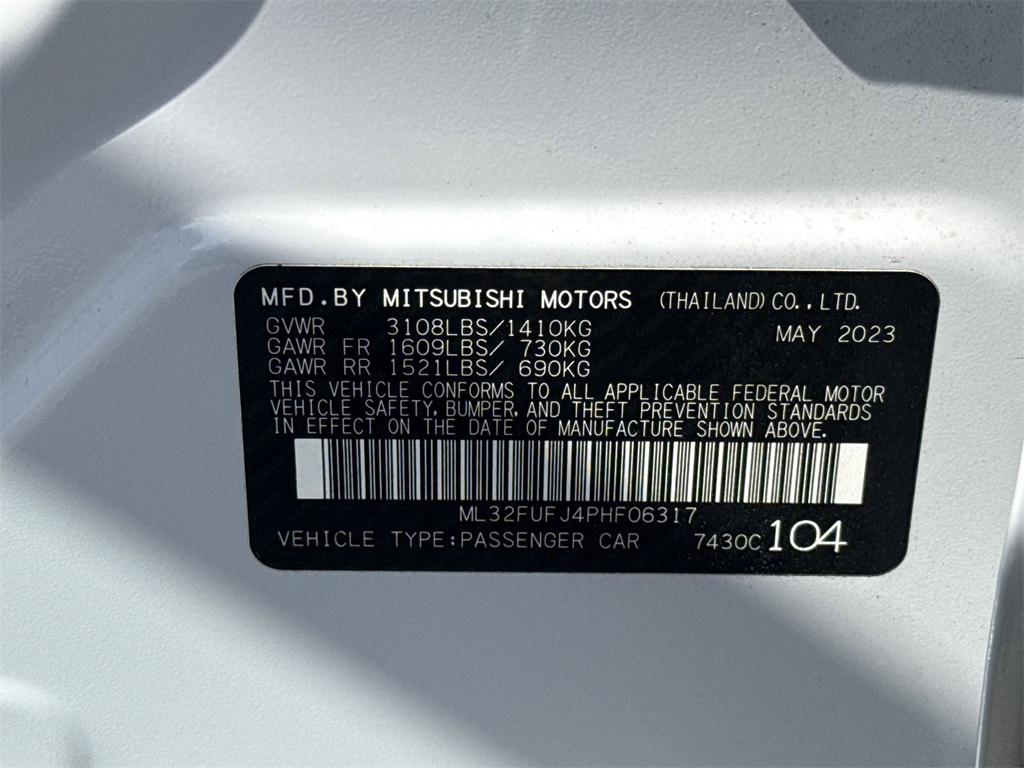 MFD.BY MITSUBISHI MOTORS (THAILAND) CO., LTD.
GVWR 3108LBS/1410KG MAY 2023
GAWR FR 1609LBS/ 730KG
GAWR RR 1521LBS/ 690KG
THIS VEHICLE CONFORMS TO ALL APPLICABLE FEDERAL MOTOR
VEHICLE SAFETY, BUMPER, AND THEFT PREVENTION STANDARDS
IN EFFECT ON THE DATE OF MANUFACTURE SHOWN ABOVE.
ML32FUFJ4PHF06317
VEHICLE TYPE:PASSENGER CAR 7430C 104